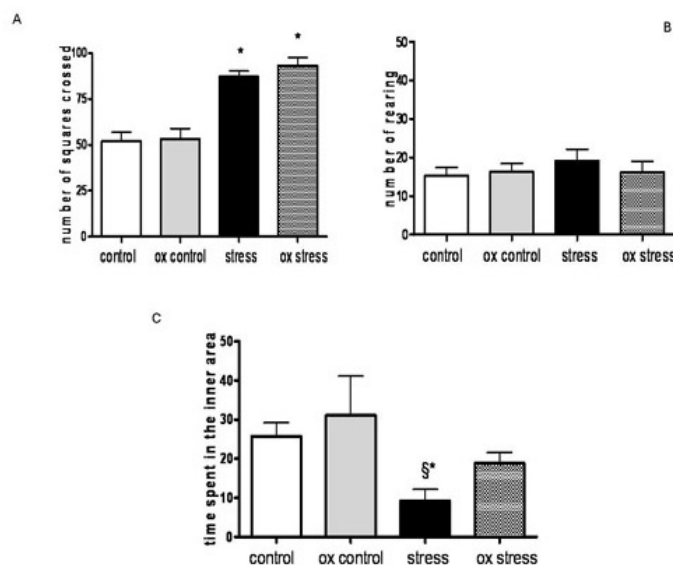 A
number of squares crossed
100
75
50
25
0
* *
control ox control stress ox stress
B
number of rearing
50
40
30
20
10
0
control ox control stress ox stress
C
time spent in the inner area
50
40
30
20
10
0
§*
control ox control stress ox stress